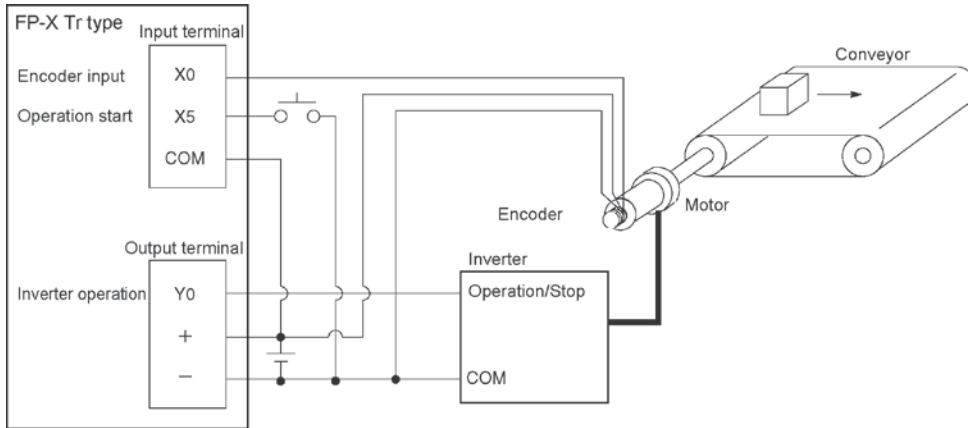 FP-X Tr type
Input terminal
Conveyor
Encoder input
X0
Operation start
X5
COM
Encoder
Motor
Output terminal
Inverter
Inverter operation
Y0
Operation/Stop
+
−
COM